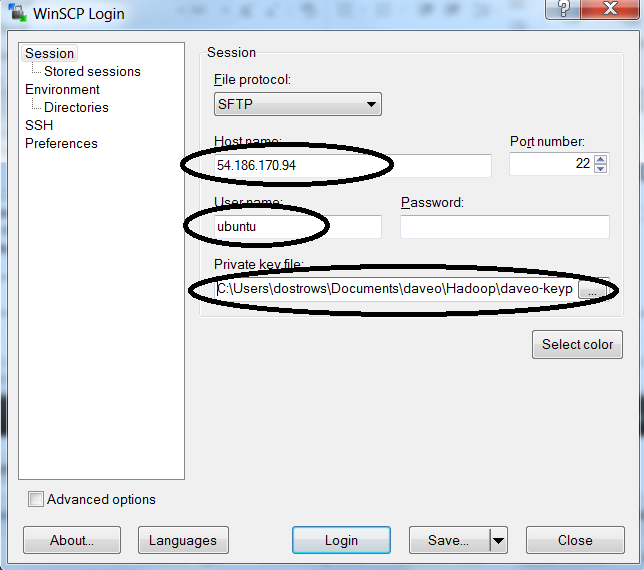 WinSCP Login
?
X
Session
Stored sessions
Environment
Directories
SSH
Preferences
Session
File protocol:
SFTP
Host name:
Port number:
54.186.170.94
22
User name:
Password:
ubuntu
Private key file:
C:\Users\dostrows\Documents\daveo\Hadoop\daveo-keyp
...
Select color
Advanced options
About...
Languages
Login
Save...
Close